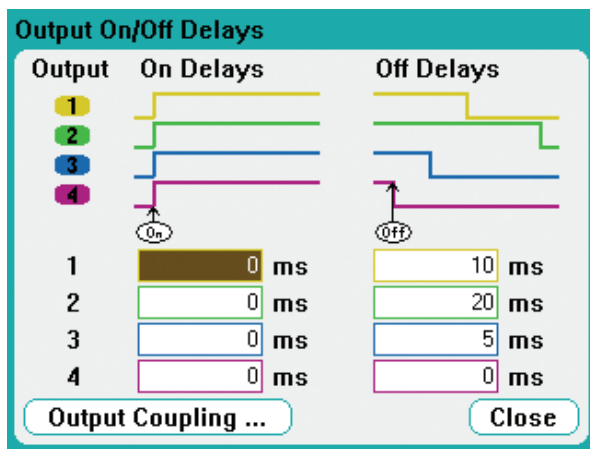 Output On/Off Delays
Output On Delays Off Delays
1
2
3
4
On Off
1 0 ms 10 ms
2 0 ms 20 ms
3 0 ms 5 ms
4 0 ms 0 ms
Output Coupling ... Close